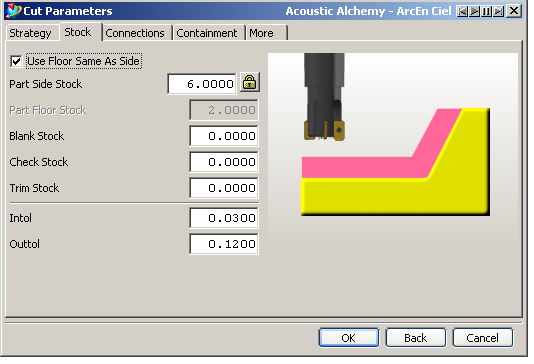 Cut Parameters Acoustic Alchemy - ArcEn Ciel
Strategy Stock Connections Containment More
Use Floor Same As Side
Part Side Stock 6.0000
Part Floor Stock 2.0000
Blank Stock 0.0000
Check Stock 0.0000
Trim Stock 0.0000
Intol 0.0300
Outtol 0.1200
OK Back Cancel